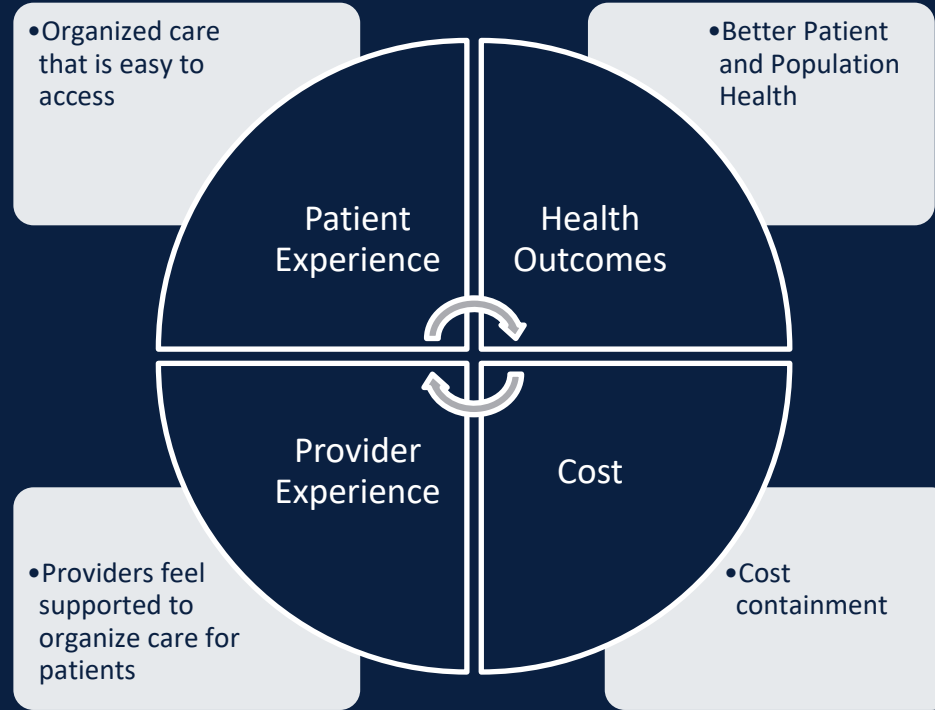 •Organized care
that is easy to
access
•Better Patient
and Population
Health
Patient
Experience
Health
Outcomes
Provider
Experience
Cost
•Providers feel
supported to
organize care for
patients
•Cost
containment